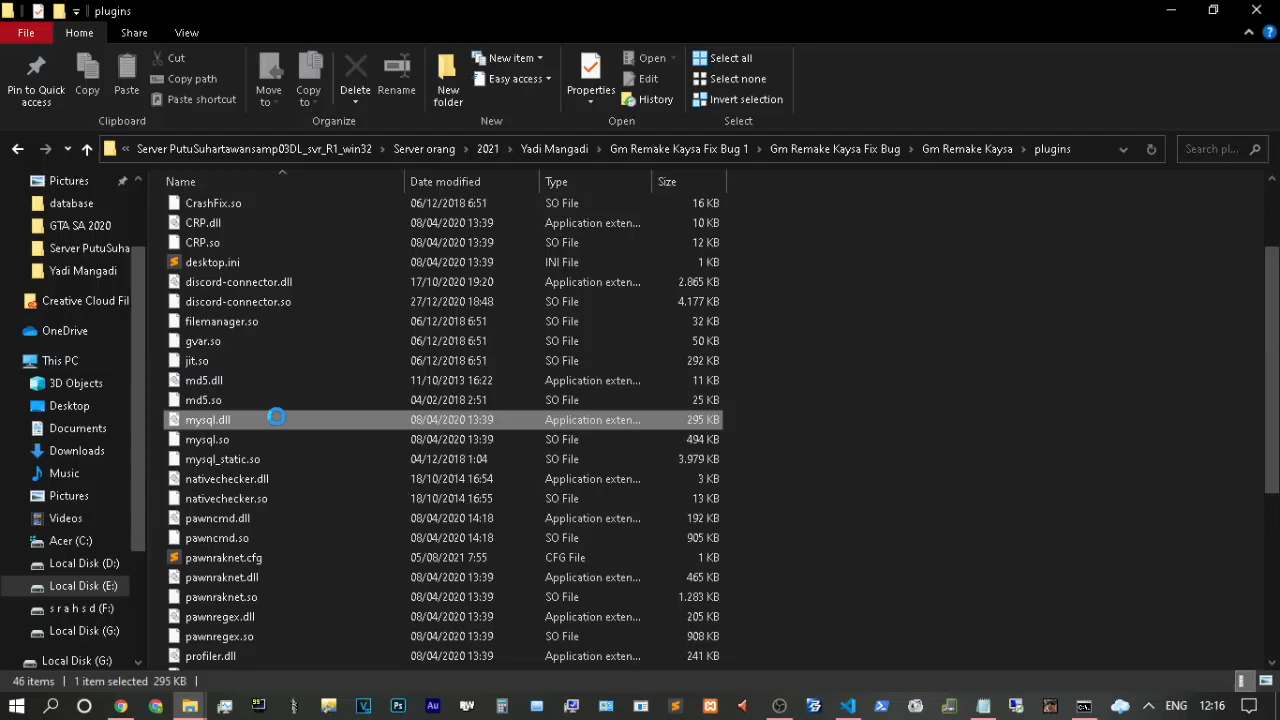 plugins
File Home Share View
Pin to Quick access
Copy
Paste
Cut
Copy path
Paste shortcut
Clipboard
Move to
Copy to
Delete
Rename
Organize
New folder
New item
Easy access
New
Properties
Open
Edit
History
Open
Select all
Select none
Invert selection
Select
« Server PutuSuhartawansamp03DL_svr_R1_win32 › Server orang › 2021 › Yadi Mangadi › Gm Remake Kaysa Fix Bug 1 › Gm Remake Kaysa Fix Bug › Gm Remake Kaysa › plugins
Search pl...
Pictures
database
GTA SA 2020
Server PutuSuha
Yadi Mangadi
Creative Cloud Fil
OneDrive
This PC
3D Objects
Desktop
Documents
Downloads
Music
Pictures
Videos
Acer (C:)
Local Disk (D:)
Local Disk (E:)
s r a h s d (F:)
Local Disk (G:)
Local Disk (G:)
Name Date modified Type Size
CrashFix.so 06/12/2018 6:51 SO File 16 KB
CRP.dll 08/04/2020 13:39 Application exten... 10 KB
CRP.so 08/04/2020 13:39 SO File 12 KB
desktop.ini 08/04/2020 13:39 INI File 1 KB
discord-connector.dll 17/10/2020 19:20 Application exten... 2.865 KB
discord-connector.so 27/12/2020 18:48 SO File 4.177 KB
filemanager.so 06/12/2018 6:51 SO File 32 KB
gvar.so 06/12/2018 6:51 SO File 50 KB
jit.so 06/12/2018 6:51 SO File 292 KB
md5.dll 11/10/2013 16:22 Application exten... 11 KB
md5.so 04/02/2018 2:51 SO File 25 KB
mysql.dll 08/04/2020 13:39 Application exten... 295 KB
mysql.so 08/04/2020 13:39 SO File 494 KB
mysql_static.so 04/12/2018 1:04 SO File 3.979 KB
nativechecker.dll 18/10/2014 16:54 Application exten... 3 KB
nativechecker.so 18/10/2014 16:55 SO File 13 KB
pawncmd.dll 08/04/2020 14:18 Application exten... 192 KB
pawncmd.so 08/04/2020 14:18 SO File 905 KB
pawnraknet.cfg 05/08/2021 7:55 CFG File 1 KB
pawnraknet.dll 08/04/2020 13:39 Application exten... 465 KB
pawnraknet.so 08/04/2020 13:39 SO File 1.283 KB
pawnregex.dll 08/04/2020 13:39 Application exten... 205 KB
pawnregex.so 08/04/2020 13:39 SO File 908 KB
profiler.dll 08/04/2020 13:39 Application exten... 241 KB
46 items 1 item selected 295 KB
ENG 12:16